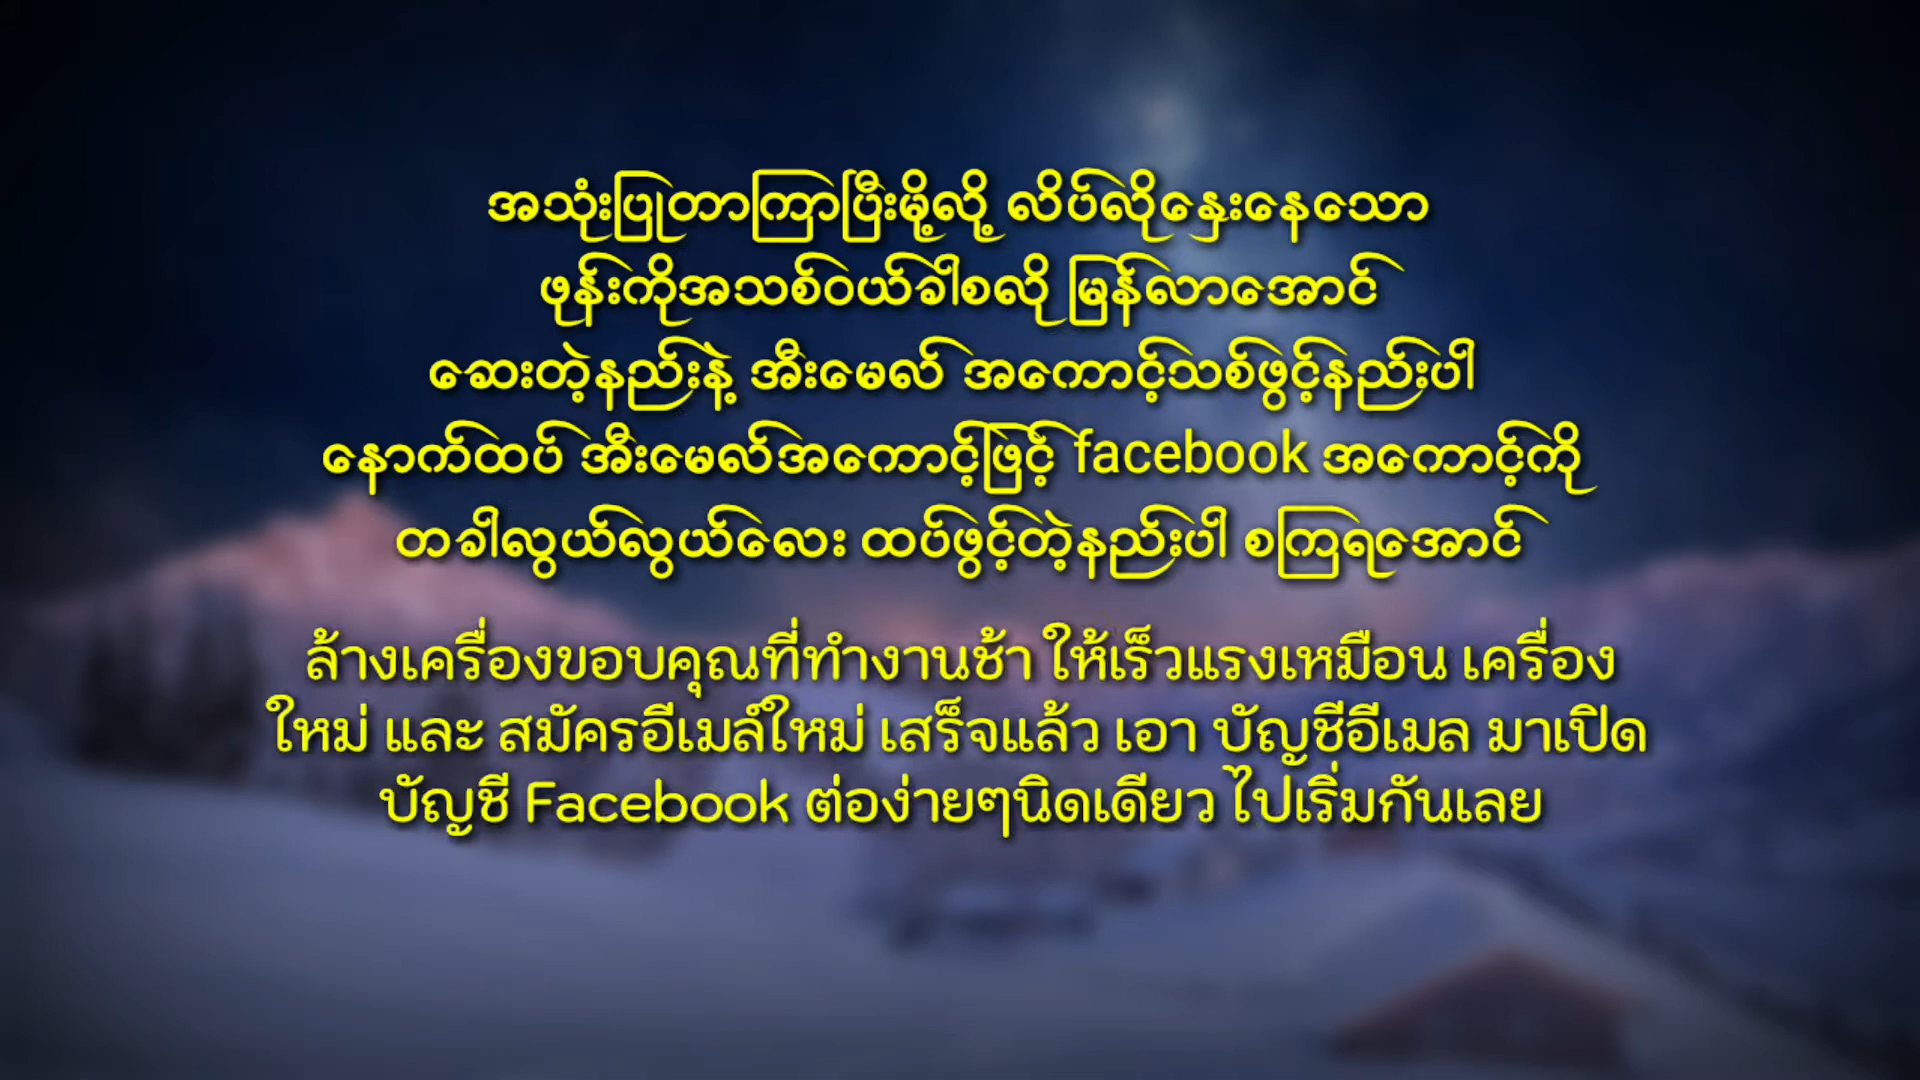 အသုံးပြုတာကြာပြီးမို့လို့ လိပ်လိုနှေးနေသော
ဖုန်းကိုအသစ်ဝယ်ခါစလို မြန်လာအောင်
ဆေးတဲ့နည်းနဲ့ အီးမေလ် အကောင့်သစ်ဖွင့်နည်းပါ
နောက်ထပ် အီးမေလ်အကောင့်ဖြင့် facebook အကောင့်ကို
တခါလွယ်လွယ်လေး ထပ်ဖွင့်တဲ့နည်းပါ စကြရအောင်
ล้างเครื่องขอบคุณที่ทำงานช้า ให้เร็วแรงเหมือน เครื่อง
ใหม่ และ สมัครอีเมล์ใหม่ เสร็จแล้ว เอา บัญชีอีเมล มาเปิด
บัญชี Facebook ต่อง่ายๆนิดเดียว ไปเริ่มกันเลย